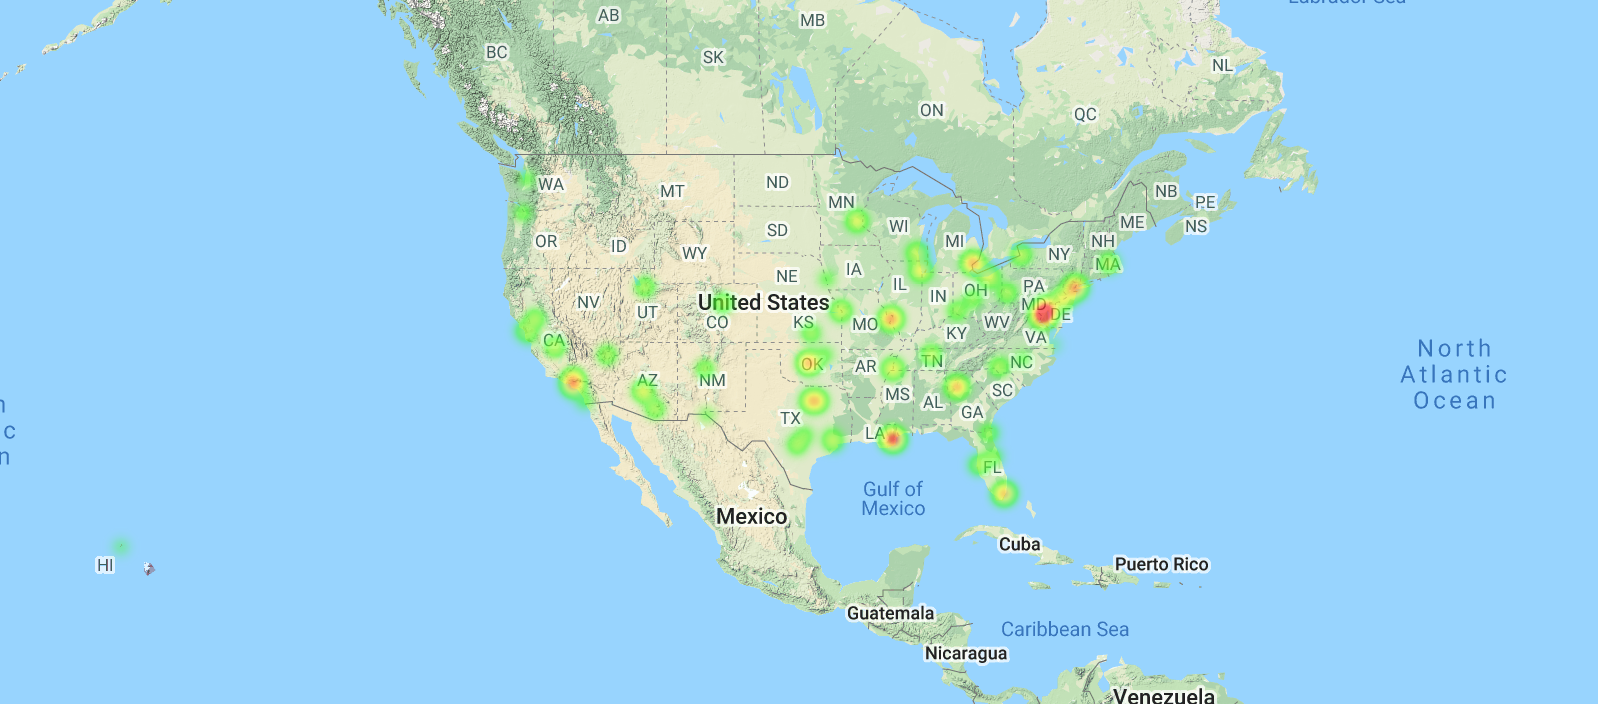 Labrador Sea
AB
MB
BC
SK
NL
ON
QC
WA
MT
ND
MN
NB
PE
NS
ME
OR
ID
SD
WI
MI
NH
NY
WY
MA
NE
IA
IL
IN
OH
PA
NV
UT
United States
MD
DE
CO
KS
MO
KY
WV
VA
CA
North
Atlantic
Ocean
OK
AR
TN
NC
AZ
NM
MS
AL
SC
GA
TX
LA
FL
Gulf of
Mexico
Mexico
HI
Cuba
Puerto Rico
Guatemala
Caribbean Sea
Nicaragua
Venezuela